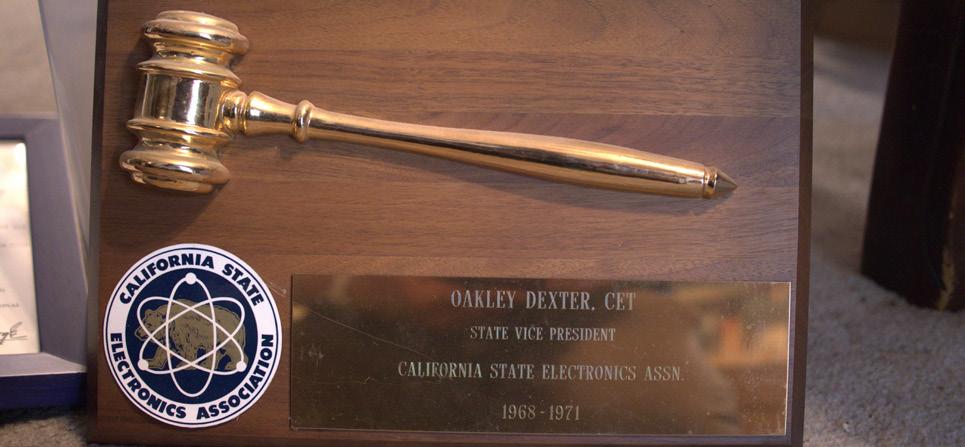 CALIFORNIA STATE
ELECTRONICS ASSOCIATION
OAKLEY DEXTER, CET
STATE VICE PRESIDENT
CALIFORNIA STATE ELECTRONICS ASSN.
1968-1971